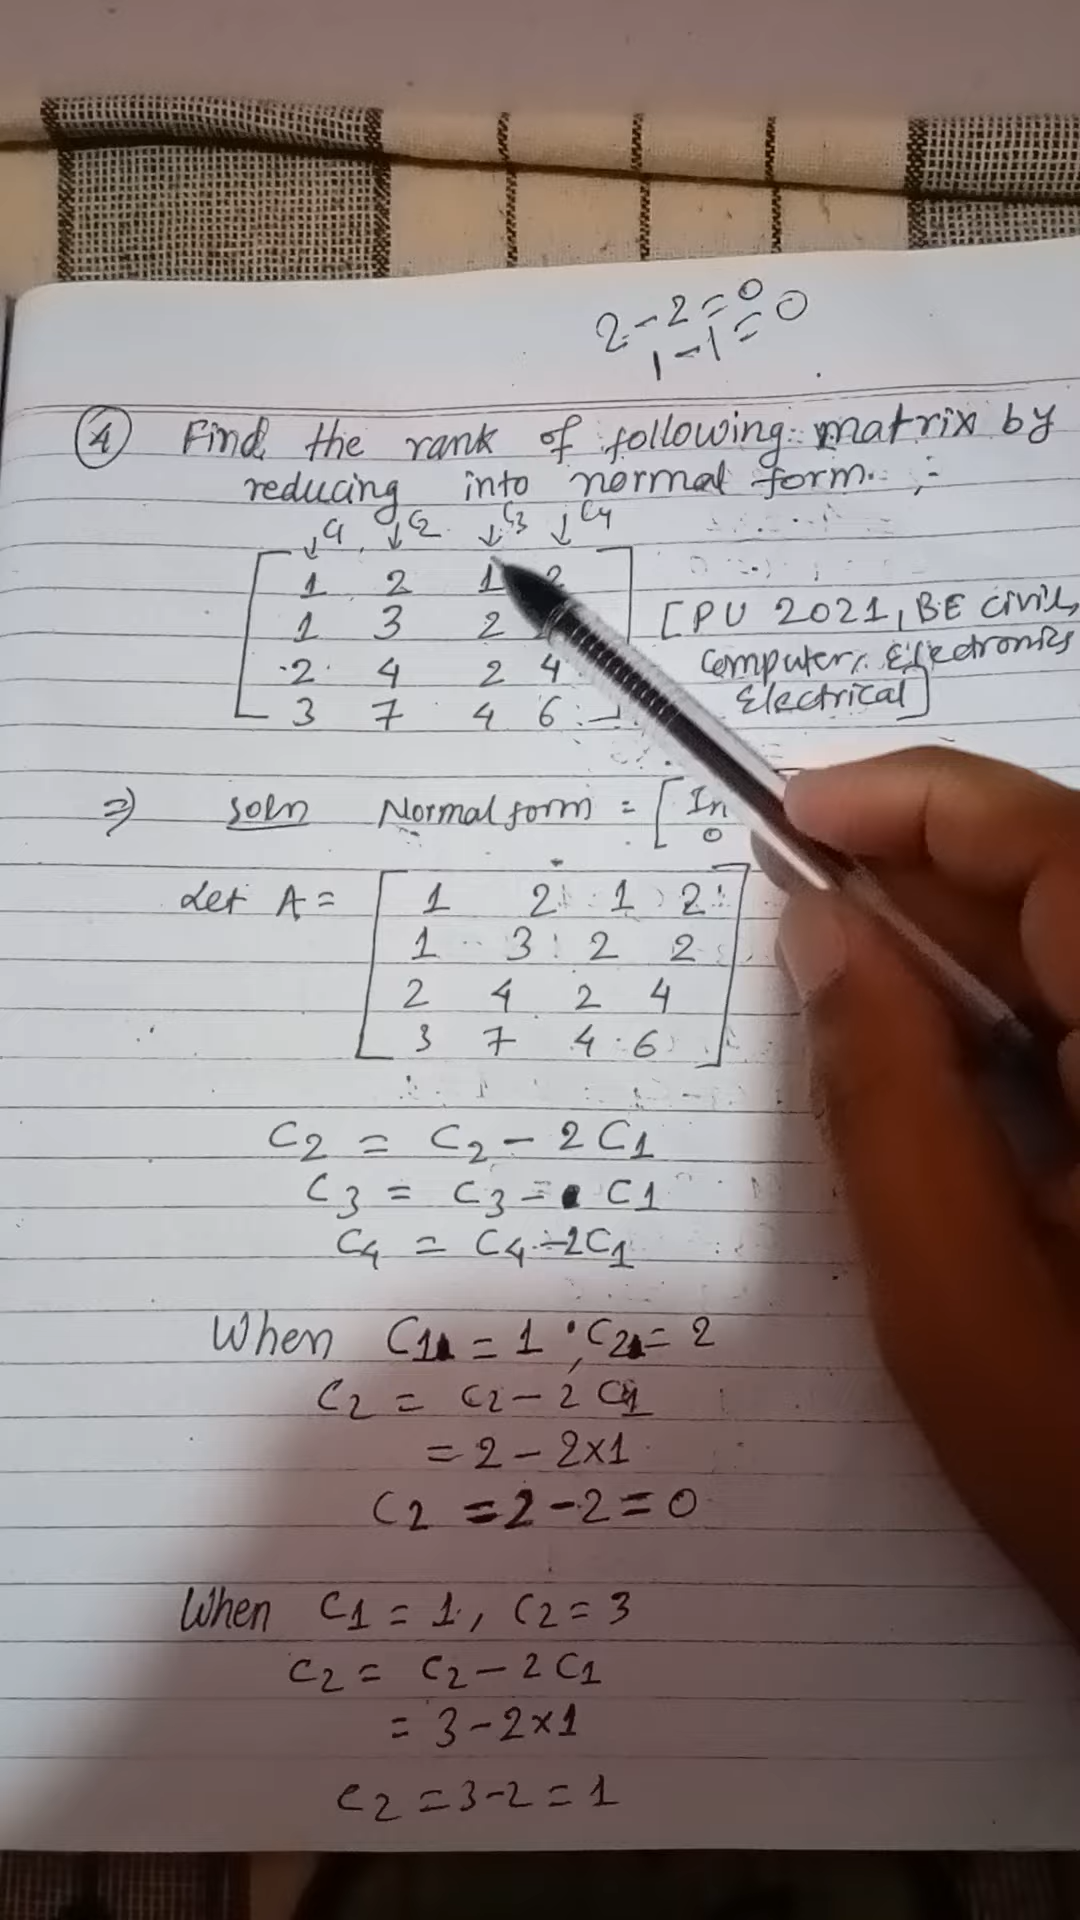 2-2=0
1-1=0
④ Find the rank of following matrix by
reducing into normal form. :-
C1 C2 C3 C4
1 2 1 2
1 3 2
2 4 2 4
3 7 4 6
[PU 2021, BE civil,
Computer, Electronics
Electrical]
=> Soln Normal form = [In
0
Let A =
1 2 1 2
1 3 2 2
2 4 2 4
3 7 4 6
C2 = C2 - 2C1
C3 = C3 - C1
C4 = C4 - 2C1
When C1 = 1, C2 = 2
C2 = C2 - 2C1
= 2 - 2x1
C2 = 2-2 = 0
When C1 = 1, C2 = 3
C2 = C2 - 2C1
= 3 - 2x1
C2 = 3-2 = 1